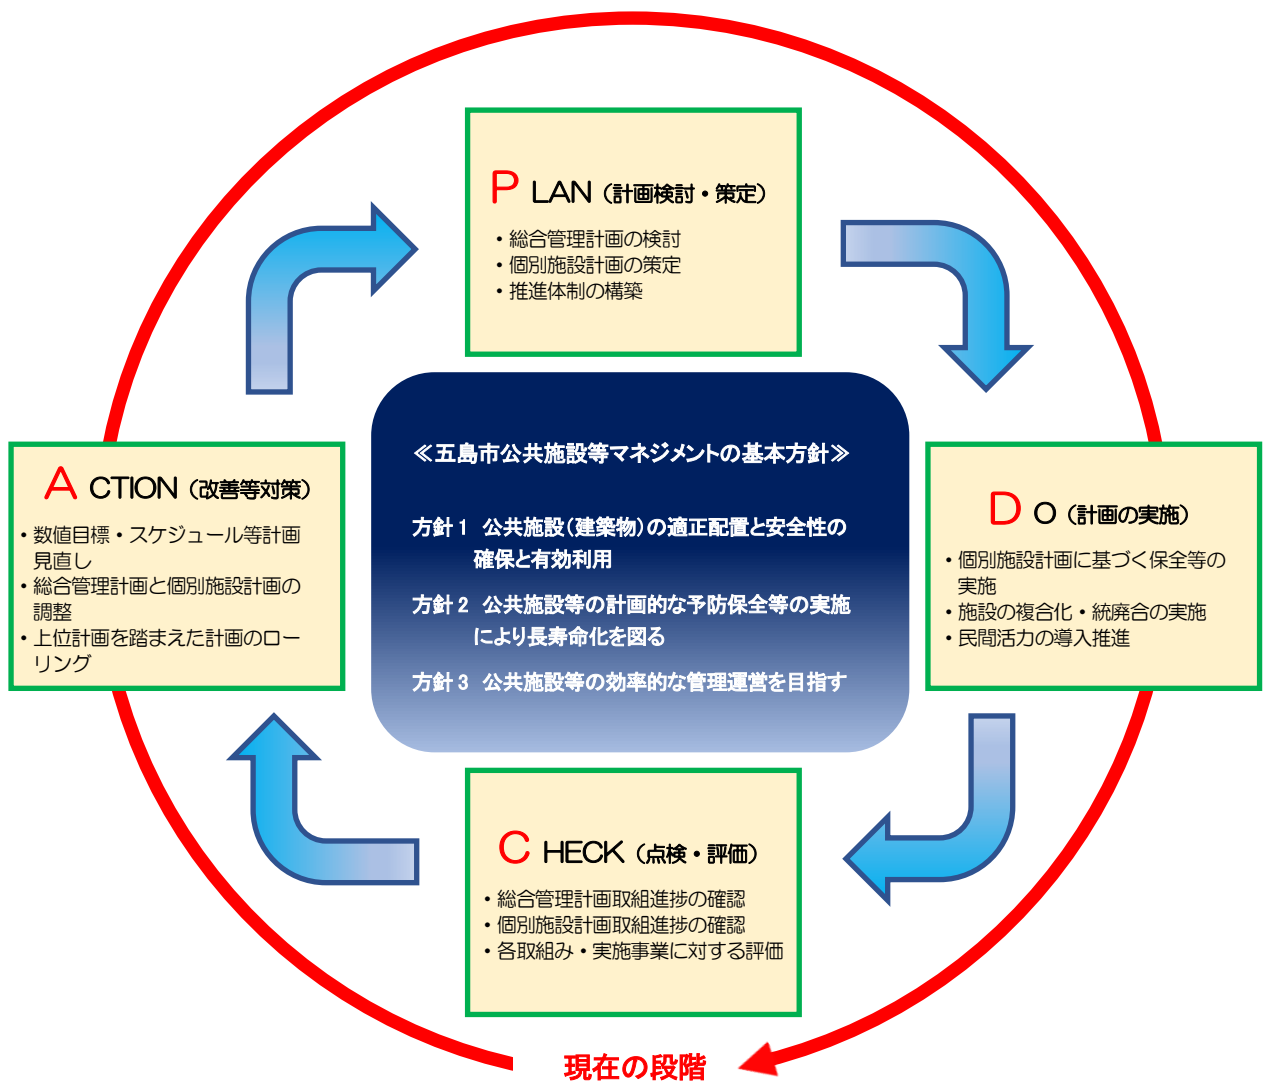 PLAN（計画検討・策定）
・総合管理計画の検討
・個別施設計画の策定
・推進体制の構築
≪五島市公共施設等マネジメントの基本方針≫
方針1　公共施設（建築物）の適正配置と安全性の
確保と有効利用
方針2　公共施設等の計画的な予防保全等の実施
により長寿命化を図る
方針3　公共施設等の効率的な管理運営を目指す
DO（計画の実施）
・個別施設計画に基づく保全等の
実施
・施設の複合化・統廃合の実施
・民間活力の導入推進
CHECK（点検・評価）
・総合管理計画取組進捗の確認
・個別施設計画取組進捗の確認
・各取組み・実施事業に対する評価
ACTION（改善等対策）
・数値目標・スケジュール等計画
見直し
・総合管理計画と個別施設計画の
調整
・上位計画を踏まえた計画のロー
リング
現在の段階